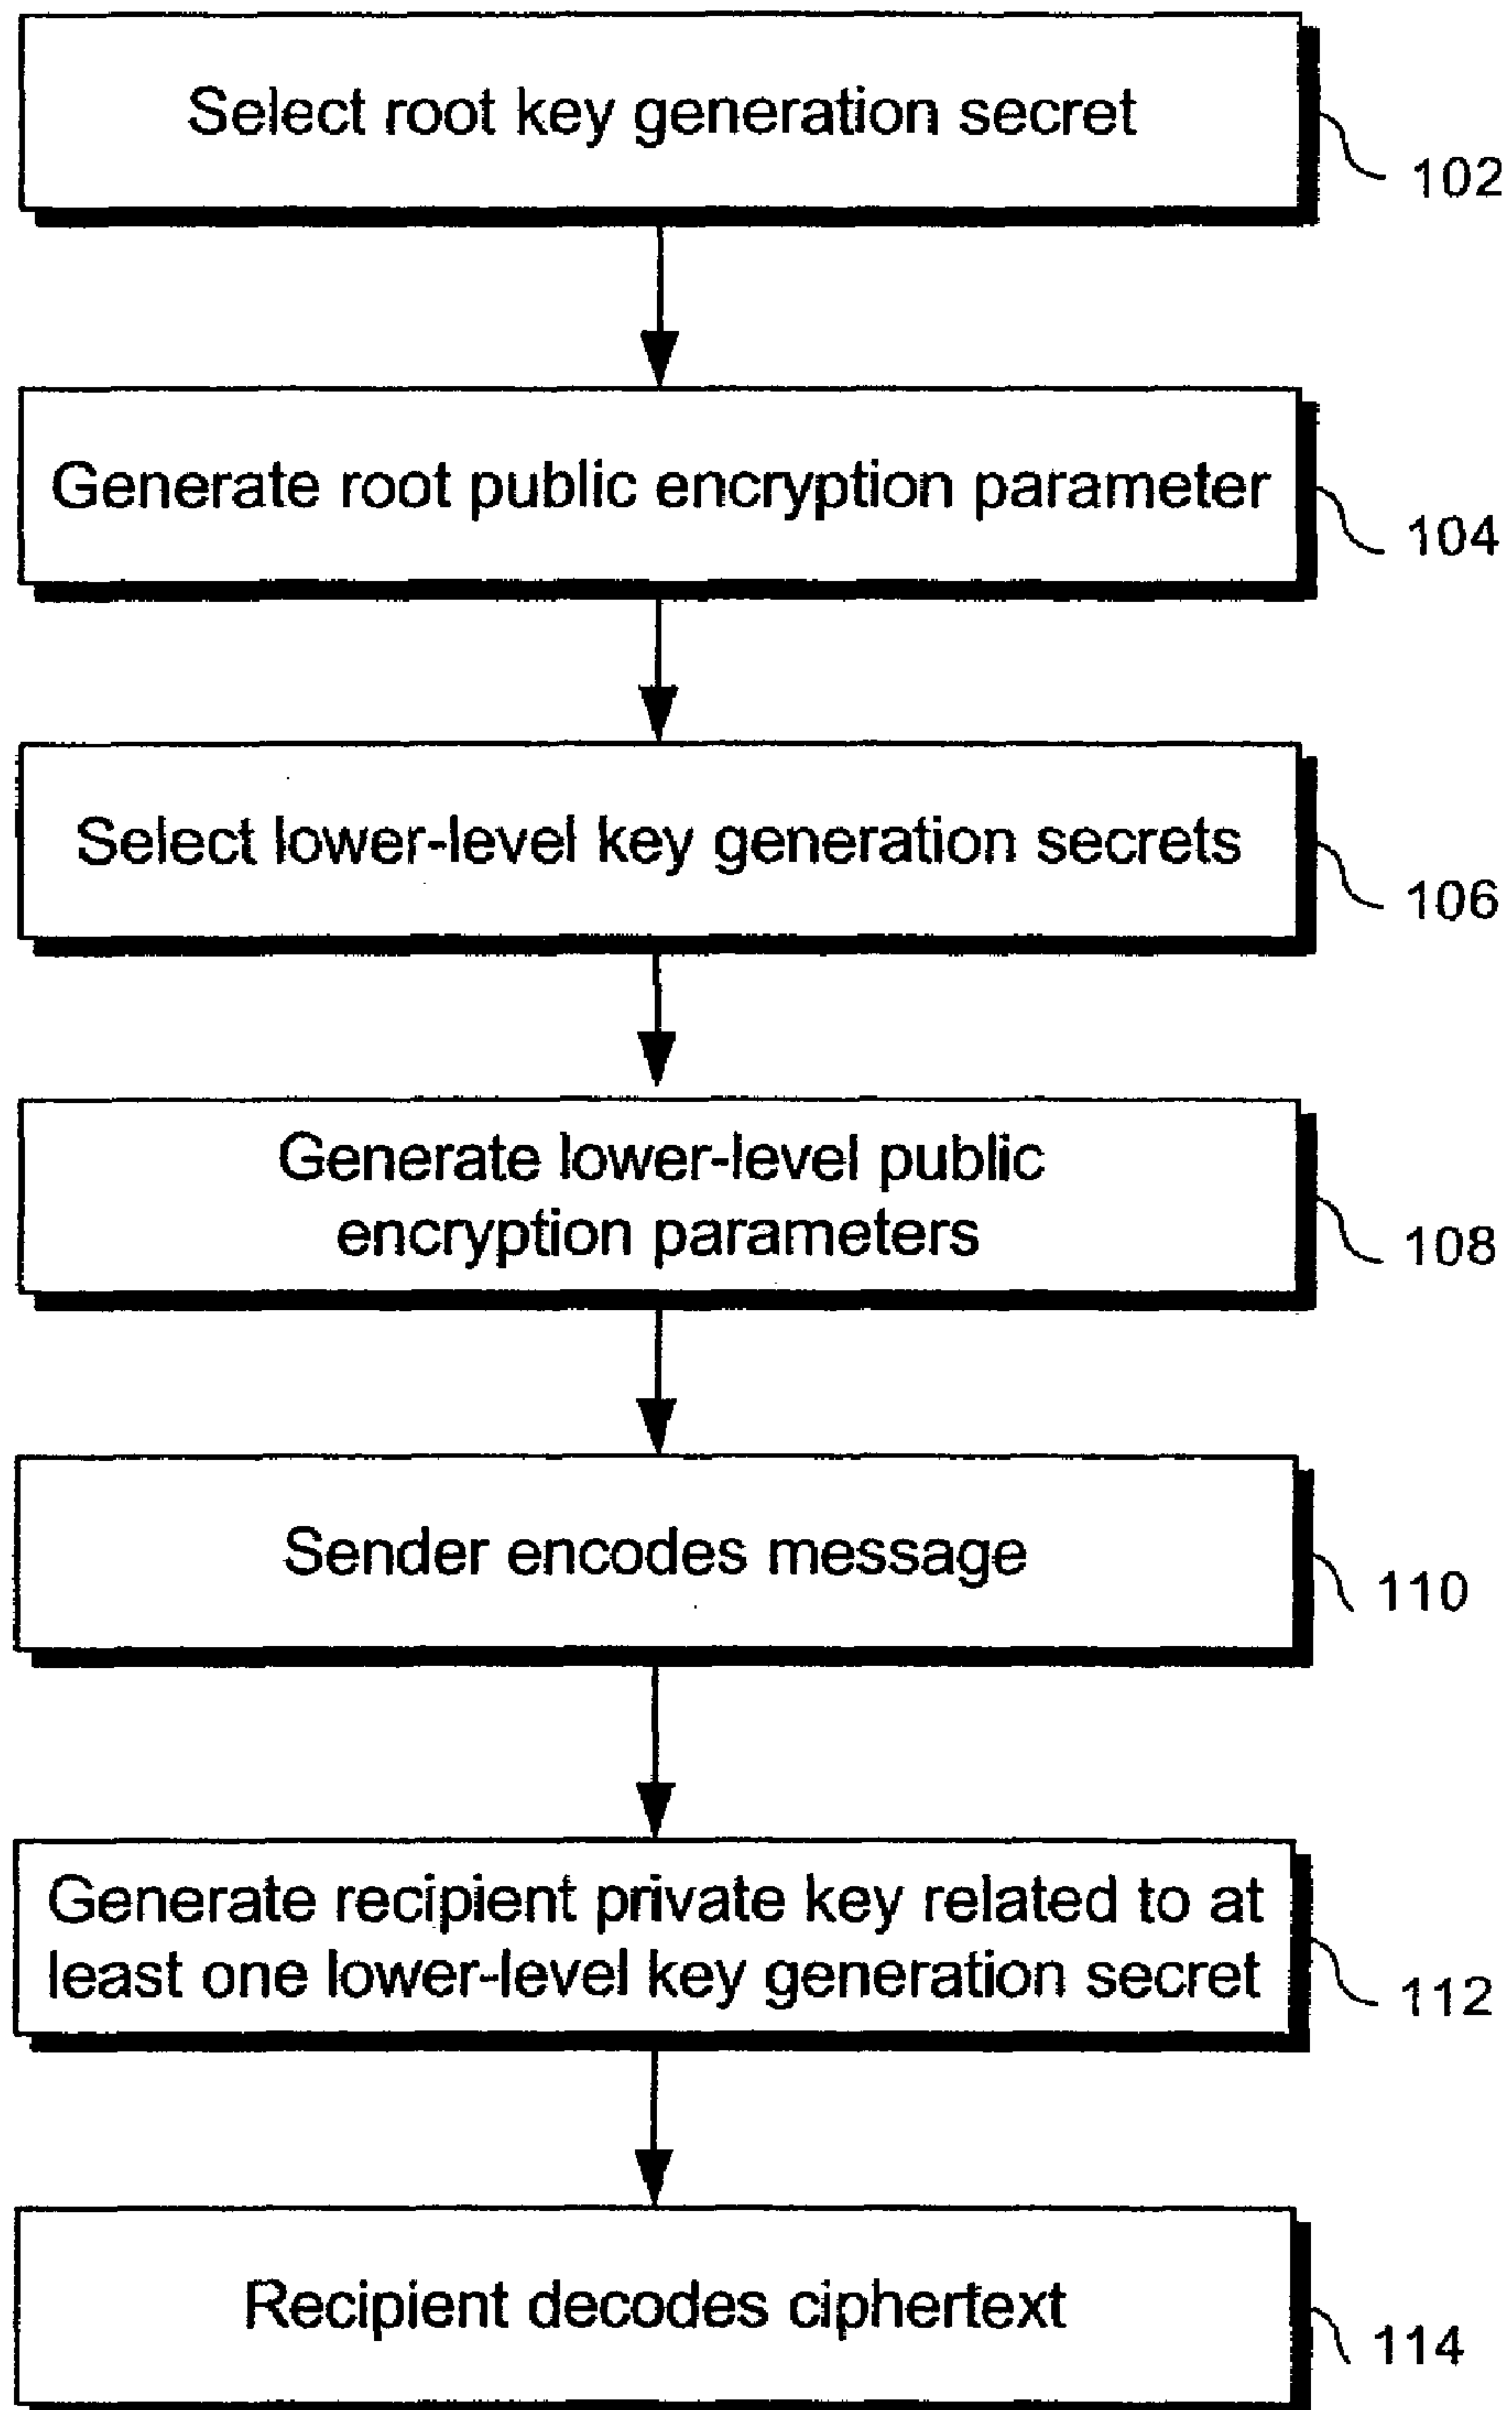 Select root key generation secret
102
Generate root public encryption parameter
104
Select lower-level key generation secrets
106
Generate lower-level public
encryption parameters
108
Sender encodes message
110
Generate recipient private key related to at
least one lower-level key generation secret
112
Recipient decodes ciphertext
114